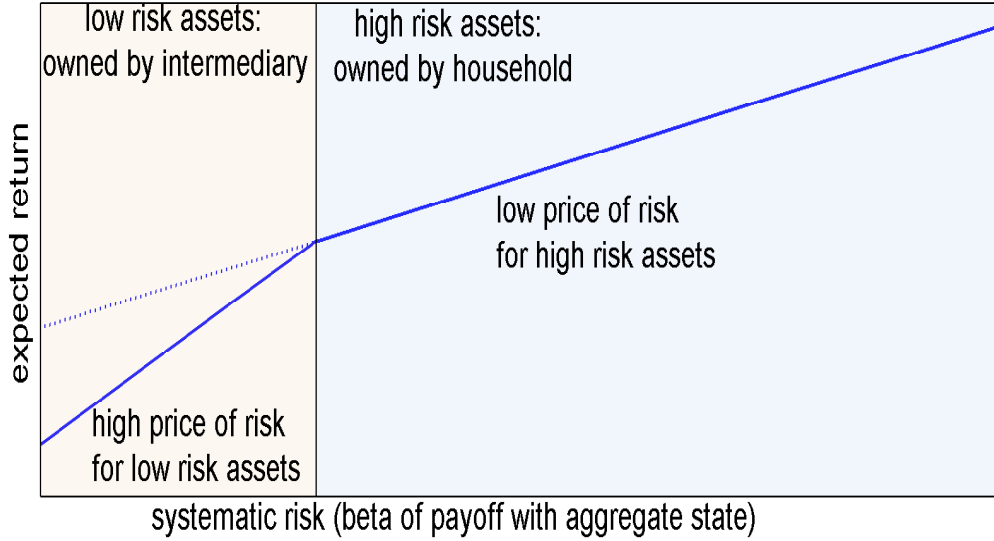 low risk assets:
owned by intermediary
high risk assets:
owned by household
expected return
low price of risk
for high risk assets
high price of risk
for low risk assets
systematic risk (beta of payoff with aggregate state)